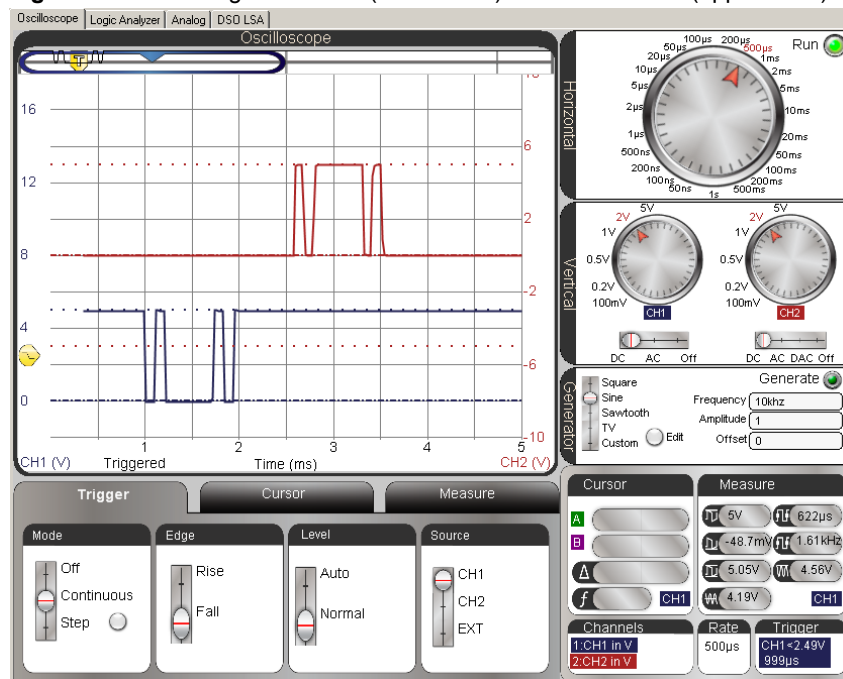 Oscilloscope Logic Analyzer Analog DSO LSA
Oscilloscope
T
16
12
8
4
0
6
2
-2
-6
-10
1 2 3 4 5
CH1 (V) Triggered Time (ms) CH2 (V)
Horizontal
Run
1s
50ns
100ns
200ns
500ns
1µs
2µs
5µs
10µs
20µs
50µs
100µs
200µs
500µs
1ms
2ms
5ms
10ms
20ms
50ms
100ms
200ms
500ms
Vertical
5V
2V
1V
0.5V
0.2V
100mV
CH1
DC AC Off
5V
2V
1V
0.5V
0.2V
100mV
CH2
DC AC DAC Off
Generator
Square
Sine
Sawtooth
TV
Custom
Edit
Generate
Frequency 10khz
Amplitude 1
Offset 0
Trigger Cursor Measure
Mode
Off
Continuous
Step
Edge
Rise
Fall
Level
Auto
Normal
Source
CH1
CH2
EXT
Cursor
A
B
Δ
f
CH1
Measure
5V 622µs
-48.7mV 1.61kHz
5.05V 4.56V
4.19V CH1
Channels
1:CH1 in V
2:CH2 in V
Rate
500µs
Trigger
CH1<2.49V
999µs